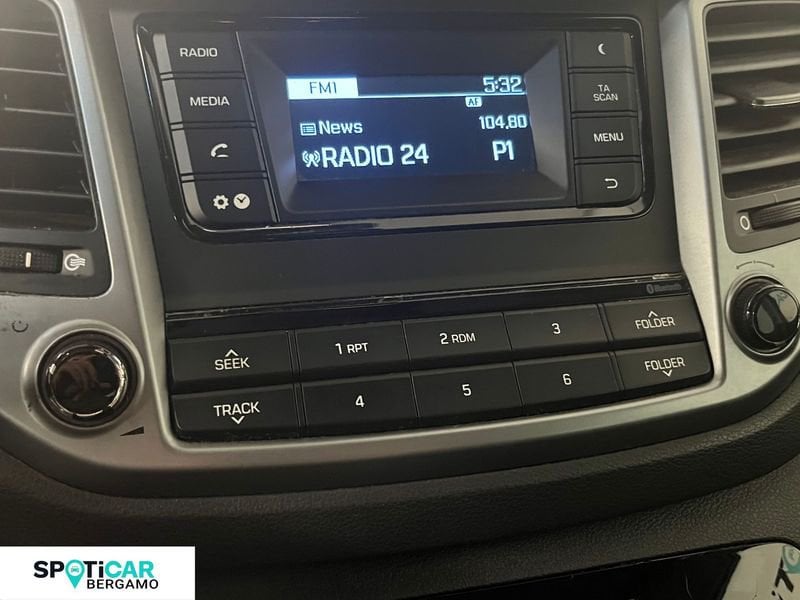 RADIO
MEDIA
FM1 5:32
AF
News 104.80
RADIO 24 P1
TA
SCAN
MENU
Bluetooth
SEEK
1 RPT
2 RDM
3
FOLDER
TRACK
4
5
6
FOLDER
0
SPOTiCAR
BERGAMO